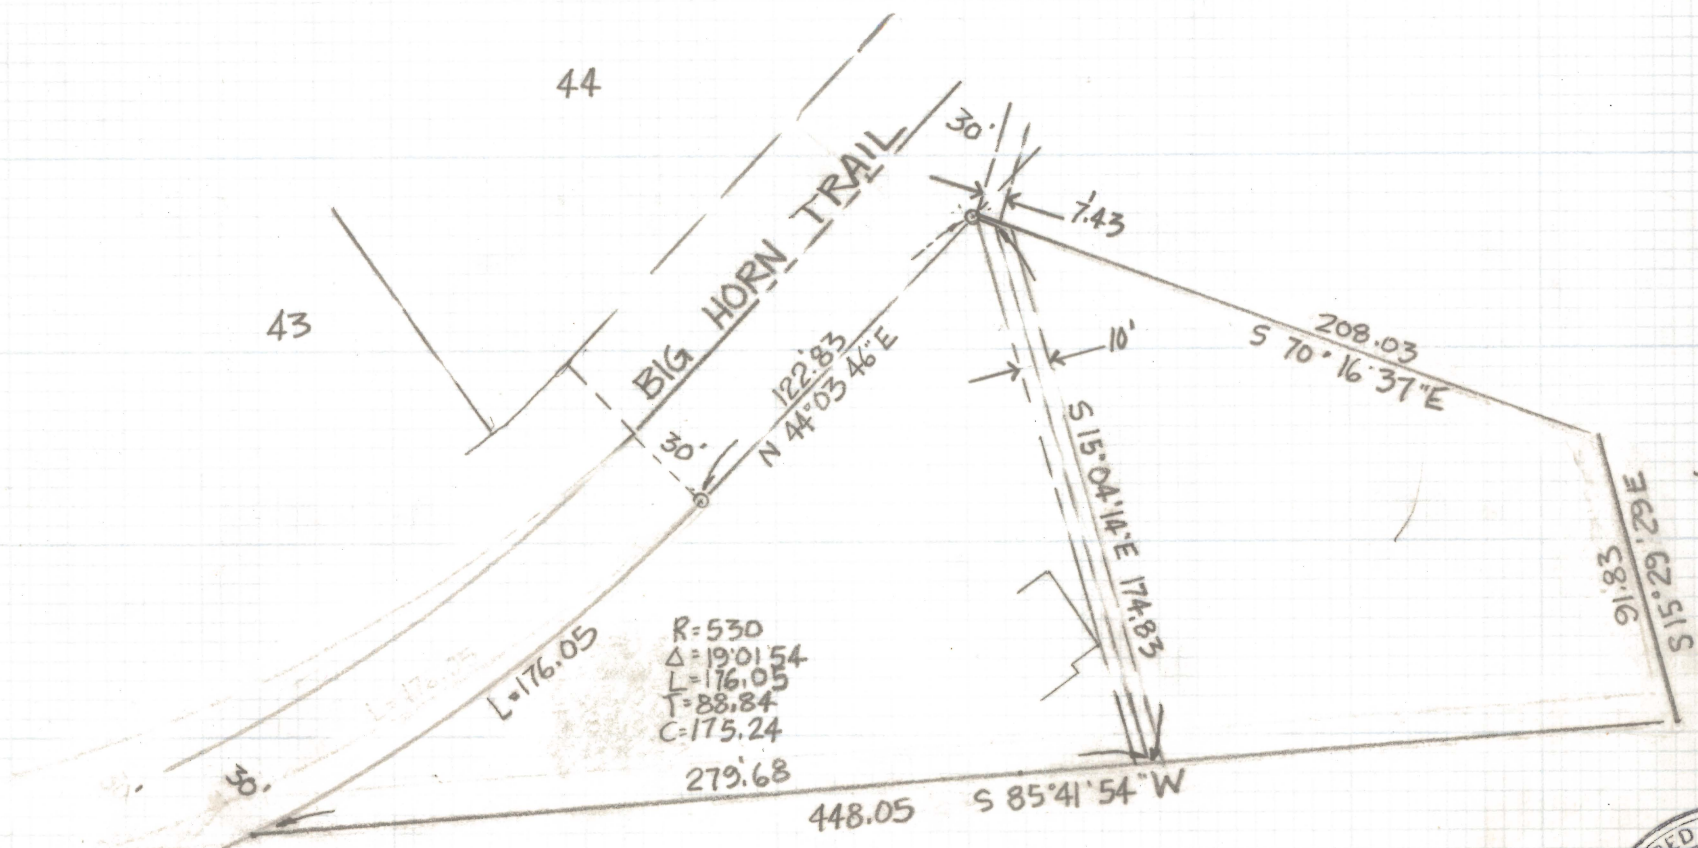 44
30'
BIG HORN TRAIL
7.43
43
122.83
N 44°03'46"E
10'
208.03
S 70°16'37"E
30'
S 15°04'14"E 174.83
S 15°29'29E
91.83
L=176.05
R=530
Δ=19°01'54
L=176.05
T=88.84
C=175.24
30.
279.68
448.05
S 85°41'54"W
RED